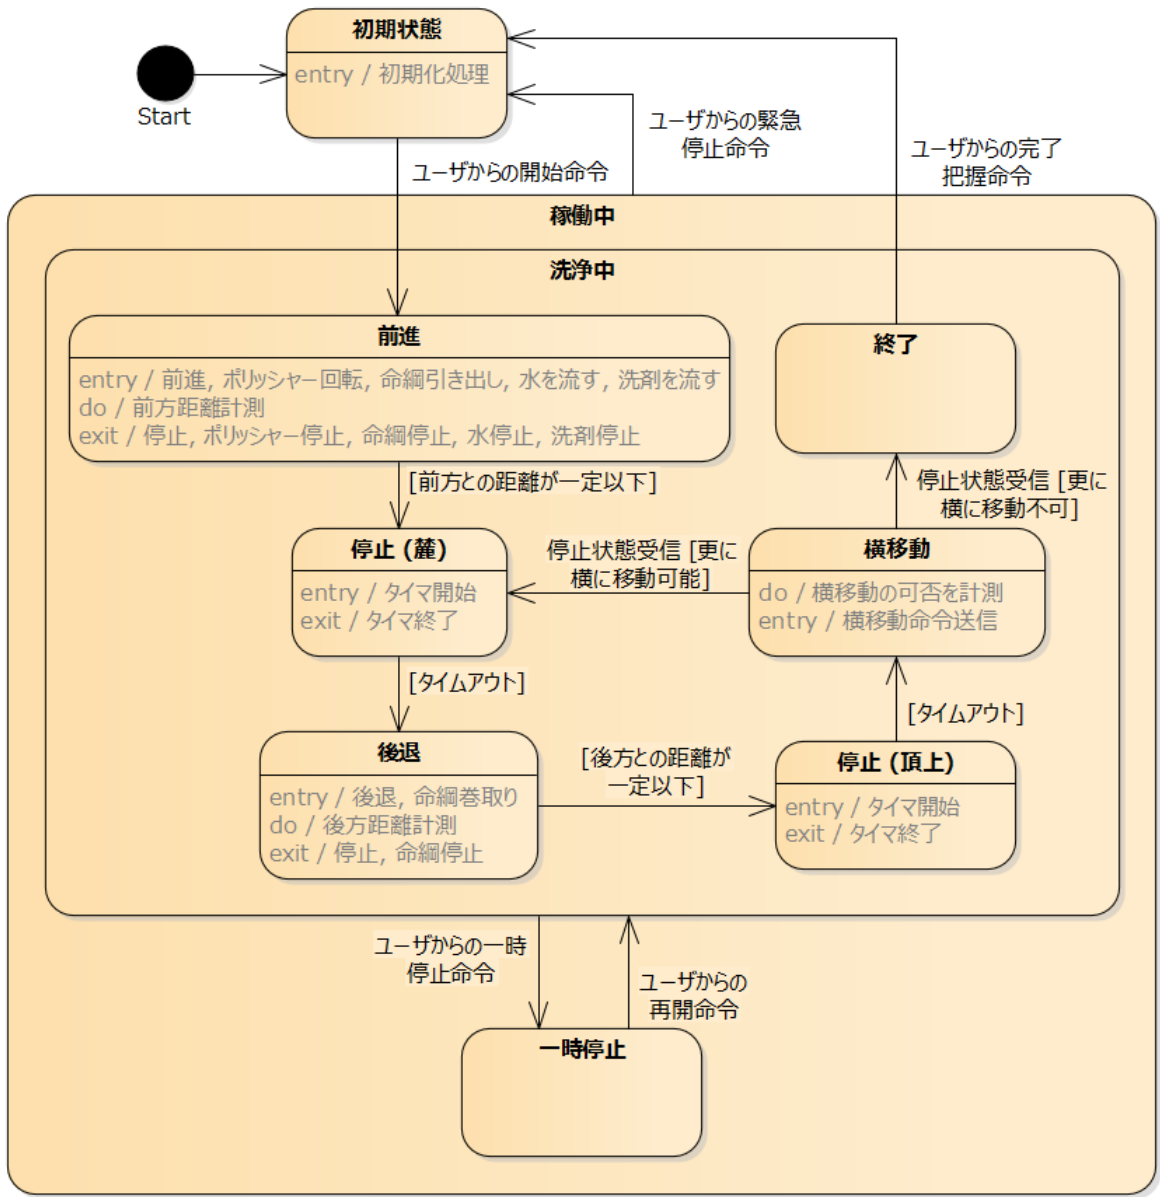 初期状態
entry / 初期化処理
Start
ユーザからの緊急
停止命令
ユーザからの完了
把握命令
ユーザからの開始命令
稼働中
洗浄中
前進
entry / 前進, ポリッシャー回転, 命綱引き出し, 水を流す, 洗剤を流す
do / 前方距離計測
exit / 停止, ポリッシャー停止, 命綱停止, 水停止, 洗剤停止
終了
[前方との距離が一定以下]
停止状態受信 [更に
横に移動不可]
停止 (麓)
entry / タイマ開始
exit / タイマ終了
停止状態受信 [更に
横に移動可能]
横移動
do / 横移動の可否を計測
entry / 横移動命令送信
[タイムアウト]
[タイムアウト]
後退
entry / 後退, 命綱巻取り
do / 後方距離計測
exit / 停止, 命綱停止
[後方との距離が
一定以下]
停止 (頂上)
entry / タイマ開始
exit / タイマ終了
ユーザからの一時
停止命令
ユーザからの
再開命令
一時停止